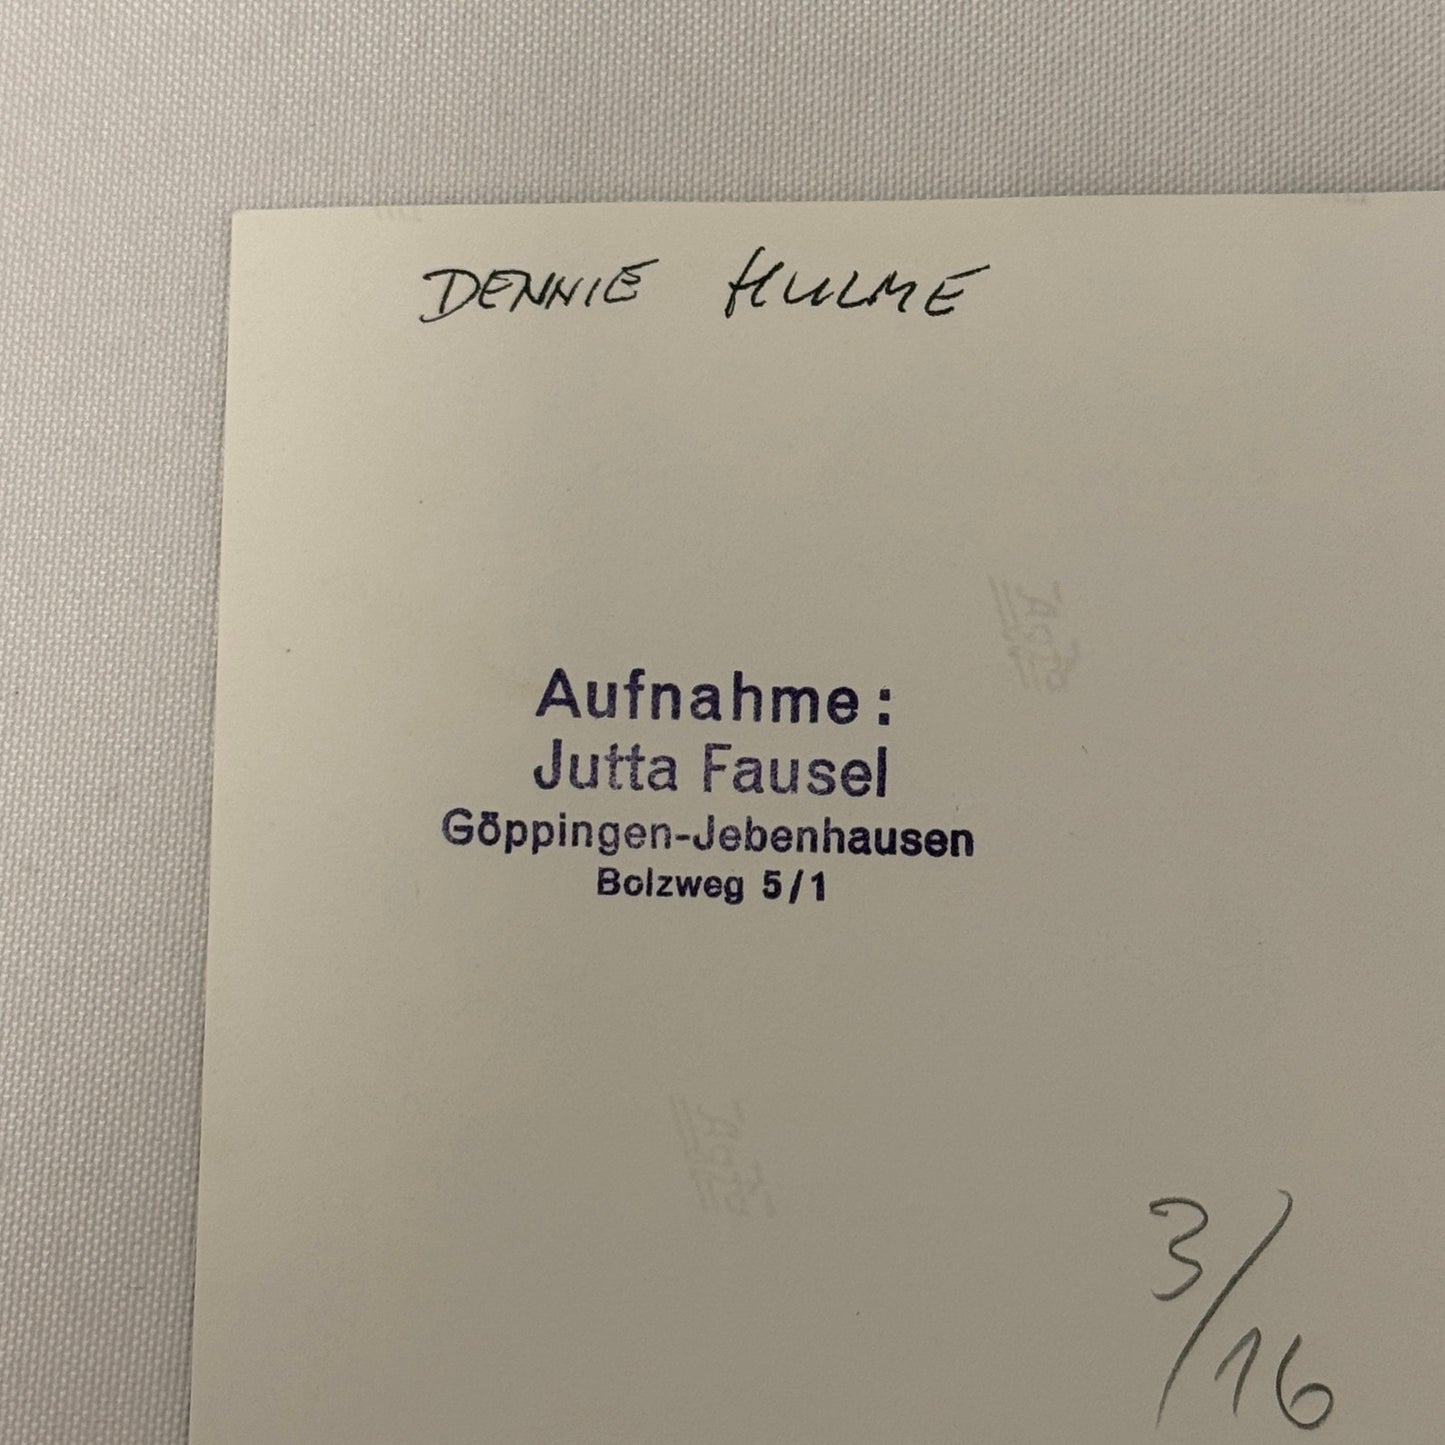 DENNIE HULME
Aufnahme:
Jutta Fausel
Göppingen-Jebenhausen
Bolzweg 5/1
3/16